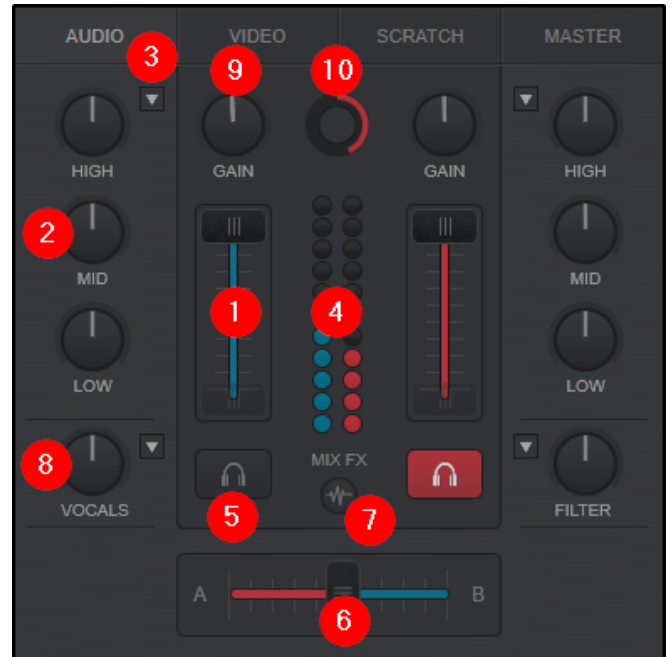 AUDIO VIDEO SCRATCH MASTER
3
9 10
HIGH GAIN GAIN HIGH
2
MID MID
1 4
LOW LOW
MIX FX
8
VOCALS FILTER
5 7
A B
6